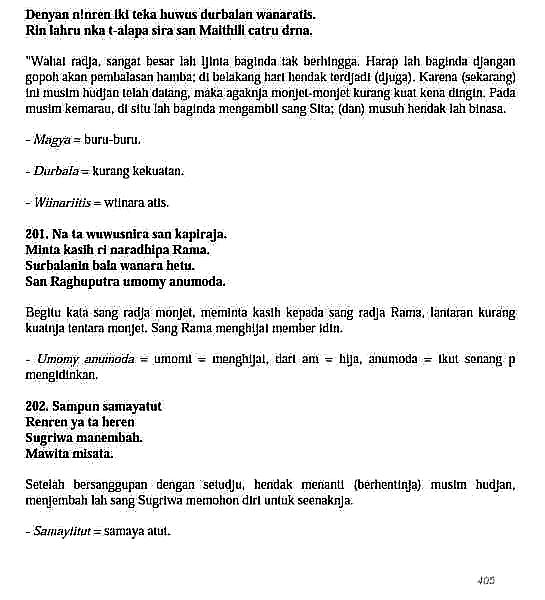 Denyan n!nren iki teka huwus durbalan wanaratis.
Rin lahru nka t-alapa sira san Maithili catru drna.
"Wahai radja, sangat besar lah tjinta baginda tak berhingga. Harap lah baginda djangan
gopoh akan pembalasan hamba; di belakang hari hendak terdjadi (djuga). Karena (sekarang)
ini musim hudjan telah datang, maka agaknja monjet-monjet kurang kuat kena dingin. Pada
musim kemarau, di situ lah baginda mengambil sang Sita; (dan) musuh hendak lah binasa.
- Magya = buru-buru.
- Durbala = kurang kekuatan.
- Wiinariitis = wtinara atis.
201. Na ta wuwusnira san kapiraja.
Minta kasih ri naradhipa Rama.
Surbalanin bala wanara hetu.
San Raghuputra umomy anumoda.
Begitu kata sang radja monjet, meminta kasih kepada sang radja Rama, lantaran kurang
kuatnja tentara monjet. Sang Rama menghijai member idin.
- Umomy anumoda = umomi = menghijai, dari am = hija, anumoda = ikut senang p
mengidinkan.
202. Sampun samayatut
Renren ya ta heren
Sugriwa manembah.
Mawita misata.
Setelah bersanggupan dengan setudju, hendak menanti (berhentinja) musim hudjan,
menjembah lah sang Sugriwa memohon diri untuk seenaknja.
- Samayiitut = samaya atut.
405